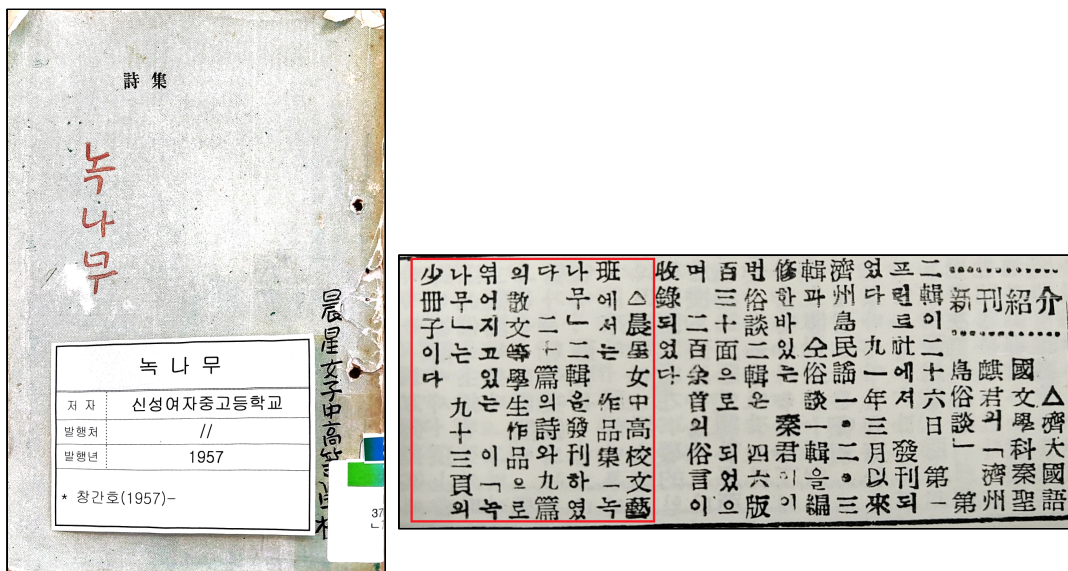 詩集
녹나무
晨星女子中高等学校
녹 나 무
저 자 신성여자중고등학교
발행처 //
발행년 1957
* 창간호(1957)-
37
新刊紹介
△濟大國語
國文學科秦聖
麒君의「濟州
島俗談」 第
二輯이二十六日 第一
프린트社에서 發刊되
었다 九一年三月以來
濟州島民謠一・二・三
輯과 仝俗談一輯을編
修한바있는 秦君이이
번俗談二輯은 四六版
百三十面으로 되었으
며 二百余首의俗言이
收錄되었다
△晨星女中高校文藝
班에서는 作品集「녹
나무」二輯을發刊하였
다 二十篇의詩와九篇
의散文等學生作品으로
엮어지고있는 이「녹
나무」는 九十三頁의
少冊子이다